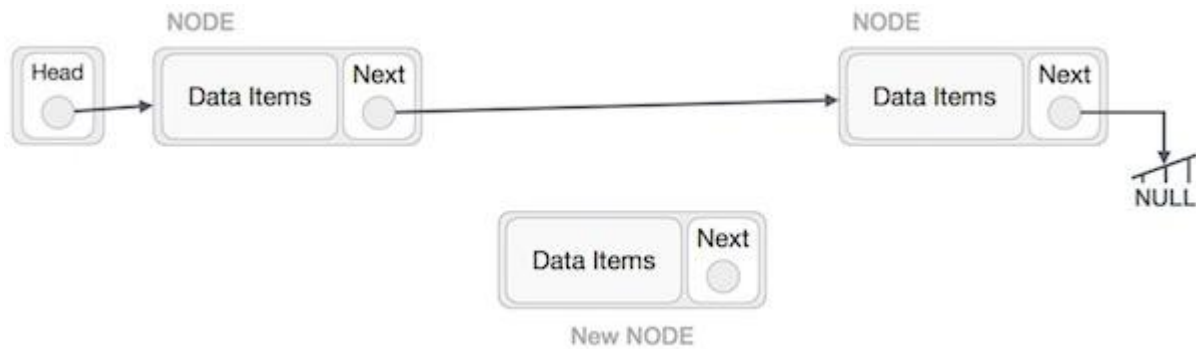 NODE
NODE
Head
Data Items
Next
Data Items
Next
NULL
Data Items
Next
New NODE